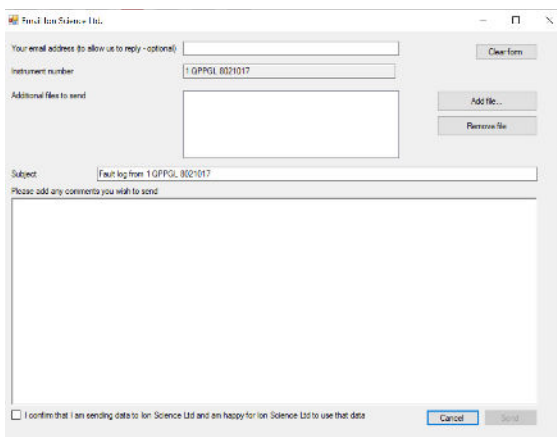 Email Ion Science Ltd.
Your email address (to allow us to reply - optional)
Clear form
Instrument number
1 QPPGL 8021017
Additional files to send
Add file...
Remove file
Subject
Fault log from 1 QPPGL 8021017
Please add any comments you wish to send
I confirm that I am sending data to Ion Science Ltd and am happy for Ion Science Ltd to use that data
Cancel
Send